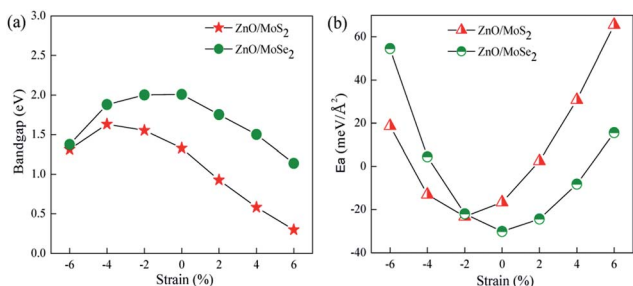 (a)
ZnO/MoS2
ZnO/MoSe2
Bandgap (eV)
3.0
2.5
2.0
1.5
1.0
0.5
0.0
-6 -4 -2 0 2 4 6
Strain (%)
(b)
ZnO/MoS2
ZnO/MoSe2
Ea (meV/Å²)
60
40
20
0
-20
-40
-6 -4 -2 0 2 4 6
Strain (%)